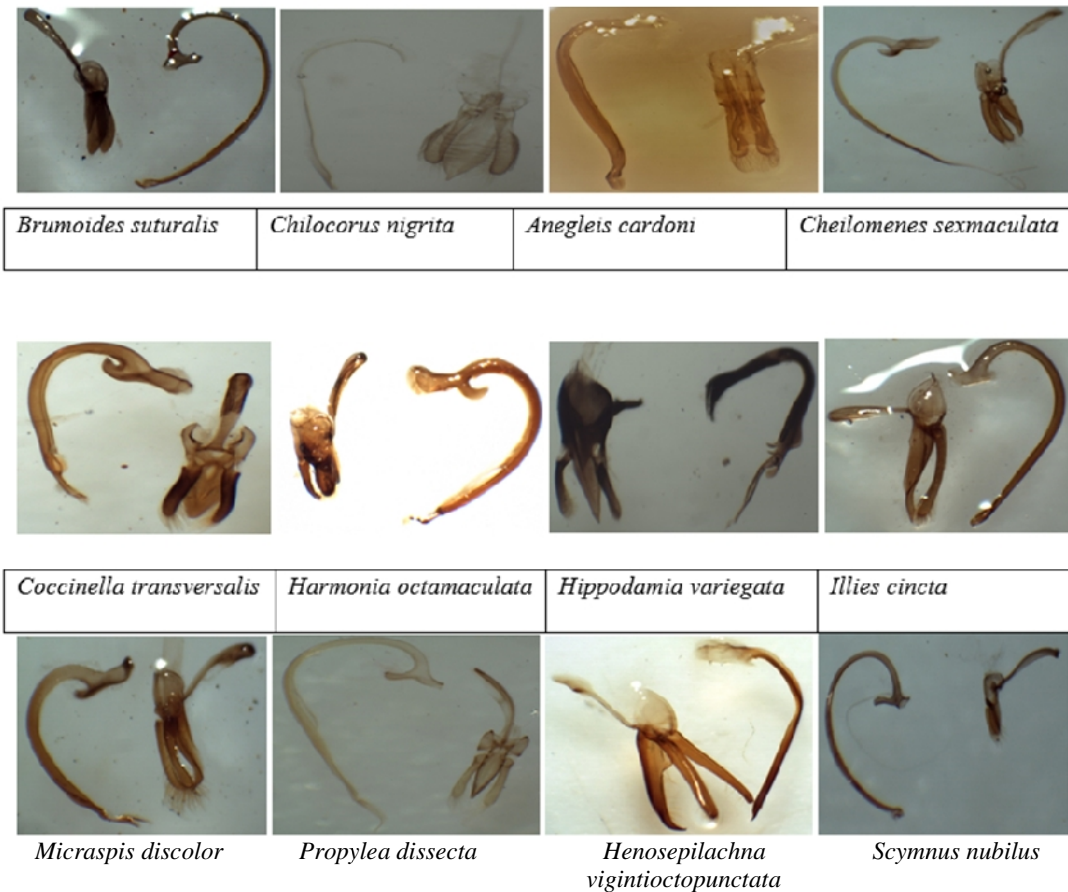 Brumoides suturalis Chilocorus nigrita Anegleis cardoni Cheilomenes sexmaculata
Coccinella transversalis Harmonia octamaculata Hippodamia variegata Illies cincta
Micraspis discolor Propylea dissecta Henosepilachna Scymnus nubilus
vigintioctopunctata